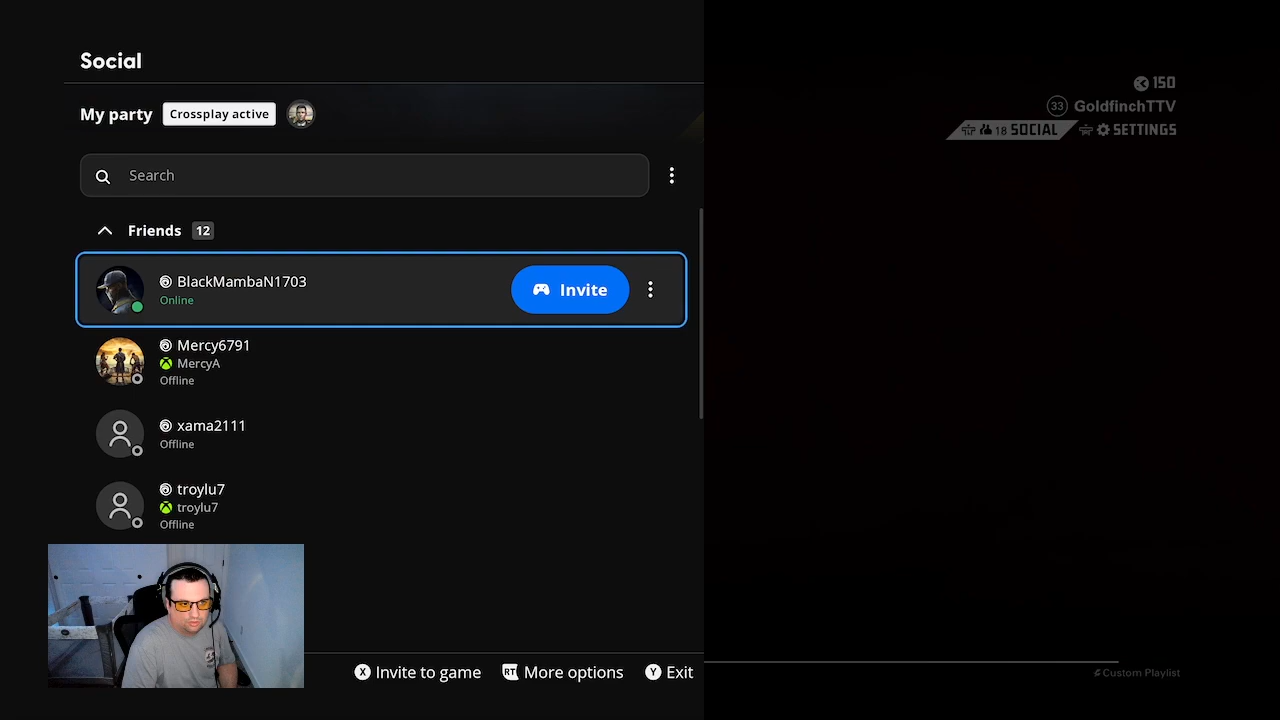 Social
My party Crossplay active
150
33 GoldfinchTTV
18 SOCIAL SETTINGS
Search
Friends 12
BlackMambaN1703
Online
Invite
Mercy6791
MercyA
Offline
xama2111
Offline
troylu7
troylu7
Offline
X Invite to game RT More options Y Exit
Custom Playlist